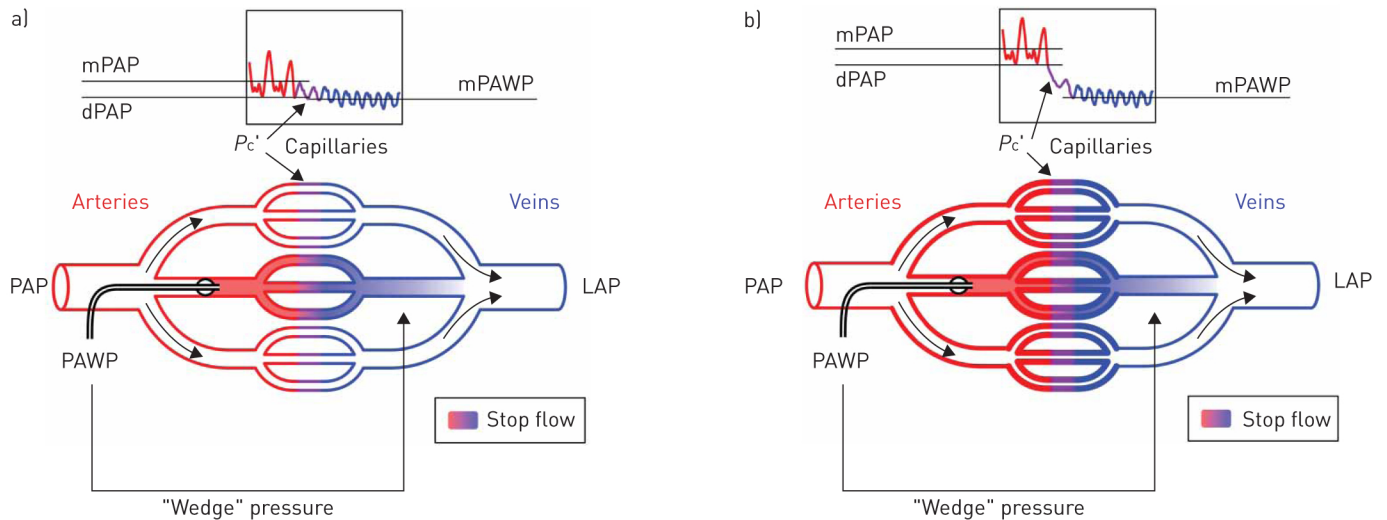 a)
mPAP
dPAP
mPAWP
Pc'
Capillaries
Arteries
Veins
PAP
LAP
PAWP
Stop flow
"Wedge" pressure
b)
mPAP
dPAP
mPAWP
Pc'
Capillaries
Arteries
Veins
PAP
LAP
PAWP
Stop flow
"Wedge" pressure